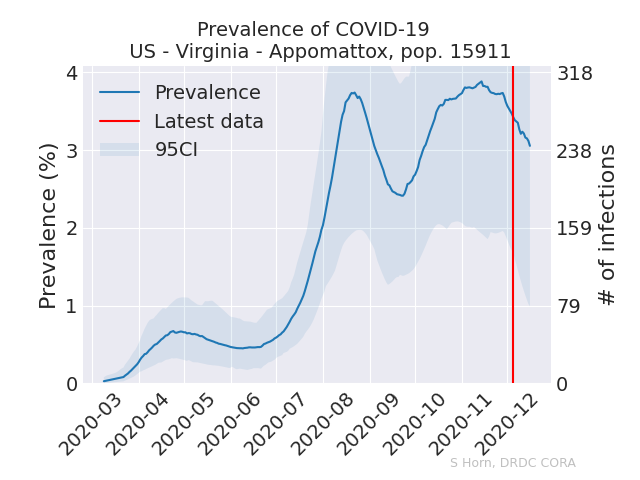 Prevalence of COVID-19
US - Virginia - Appomattox, pop. 15911
Prevalence
Latest data
95CI
Prevalence (%)
4
3
2
1
0
318
238
159
79
0
# of infections
2020-03
2020-04
2020-05
2020-06
2020-07
2020-08
2020-09
2020-10
2020-11
2020-12
S Horn, DRDC CORA